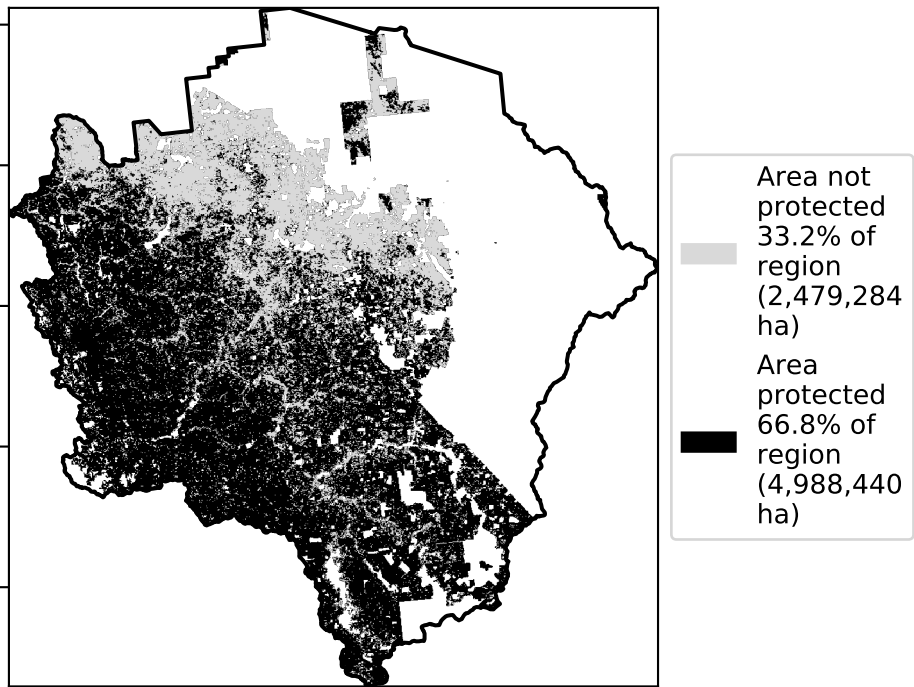 Area not
protected
33.2% of
region
(2,479,284
ha)
Area
protected
66.8% of
region
(4,988,440
ha)